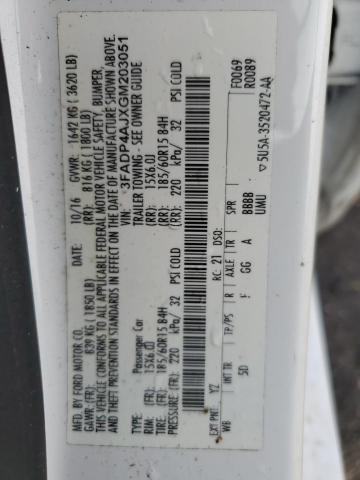 MFD. BY FORD MOTOR CO.
DATE: 10/16 GVWR: 1642 KG ( 3620 LB)
GAWR: (FR): 839 KG ( 1850 LB) (RR): 819 KG ( 1806 LB)
THIS VEHICLE CONFORMS TO ALL APPLICABLE FEDERAL MOTOR VEHICLE SAFETY, BUMPER,
AND THEFT PREVENTION STANDARDS IN EFFECT ON THE DATE OF MANUFACTURE SHOWN ABOVE.
VIN: 3FADP4AJXGM203051
TYPE: Passenger Car TRAILER TOWING - SEE OWNER GUIDE
RIM: (FR): 15X6.0J (RR): 15X6.0J
TIRE: (FR): 185/60R15 84H (RR): 185/60R15 84H
PRESSURE: (FR): 220 kPa/ 32 PSI COLD (RR): 220 kPa/ 32 PSI COLD
EXT PNT: YZ RC: 21 DSO: F0069
R0089
WB INT TR TP/PS R AXLE TR SPR
5D F GG A BBBB
UMU
5U5A-3520472-AA